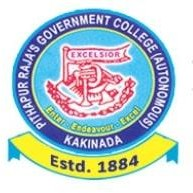 PITHAPUR RAJA'S GOVERNMENT COLLEGE (AUTONOMOUS)
EXCELSIOR
Enter - Endeavour - Excel
KAKINADA
Estd. 1884